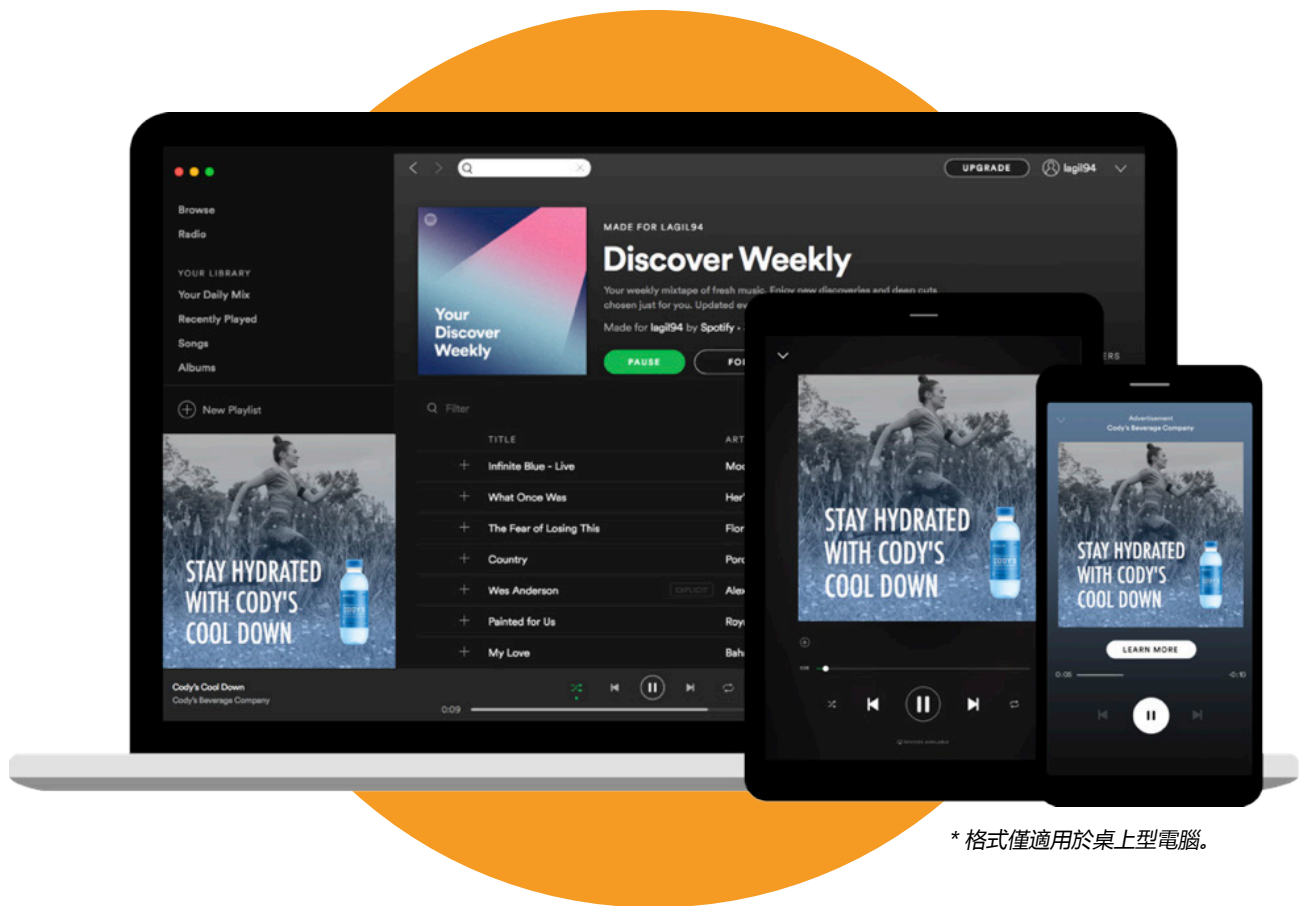 UPGRADE
lagil94
Browse
Radio
YOUR LIBRARY
Your Daily Mix
Recently Played
Songs
Albums
New Playlist
Your
Discover
Weekly
MADE FOR LAGIL94
Discover Weekly
Your weekly mixtape of fresh music. Enjoy new discoveries and deep cuts
chosen just for you. Updated
Made for lagil94 by Spotify -
PAUSE
Filter
TITLE
Infinite Blue - Live
What Once Was
The Fear of Losing This
Country
Wes Anderson EXPLICIT
Painted for Us
My Love
STAY HYDRATED
WITH CODY'S
COOL DOWN
Cody's Cool Down
Cody's Beverage Company
0:09
STAY HYDRATED
WITH CODY'S
COOL DOWN
Advertisement
Cody's Beverage Company
STAY HYDRATED
WITH CODY'S
COOL DOWN
LEARN MORE
-0:10
* 格式僅適用於桌上型電腦。